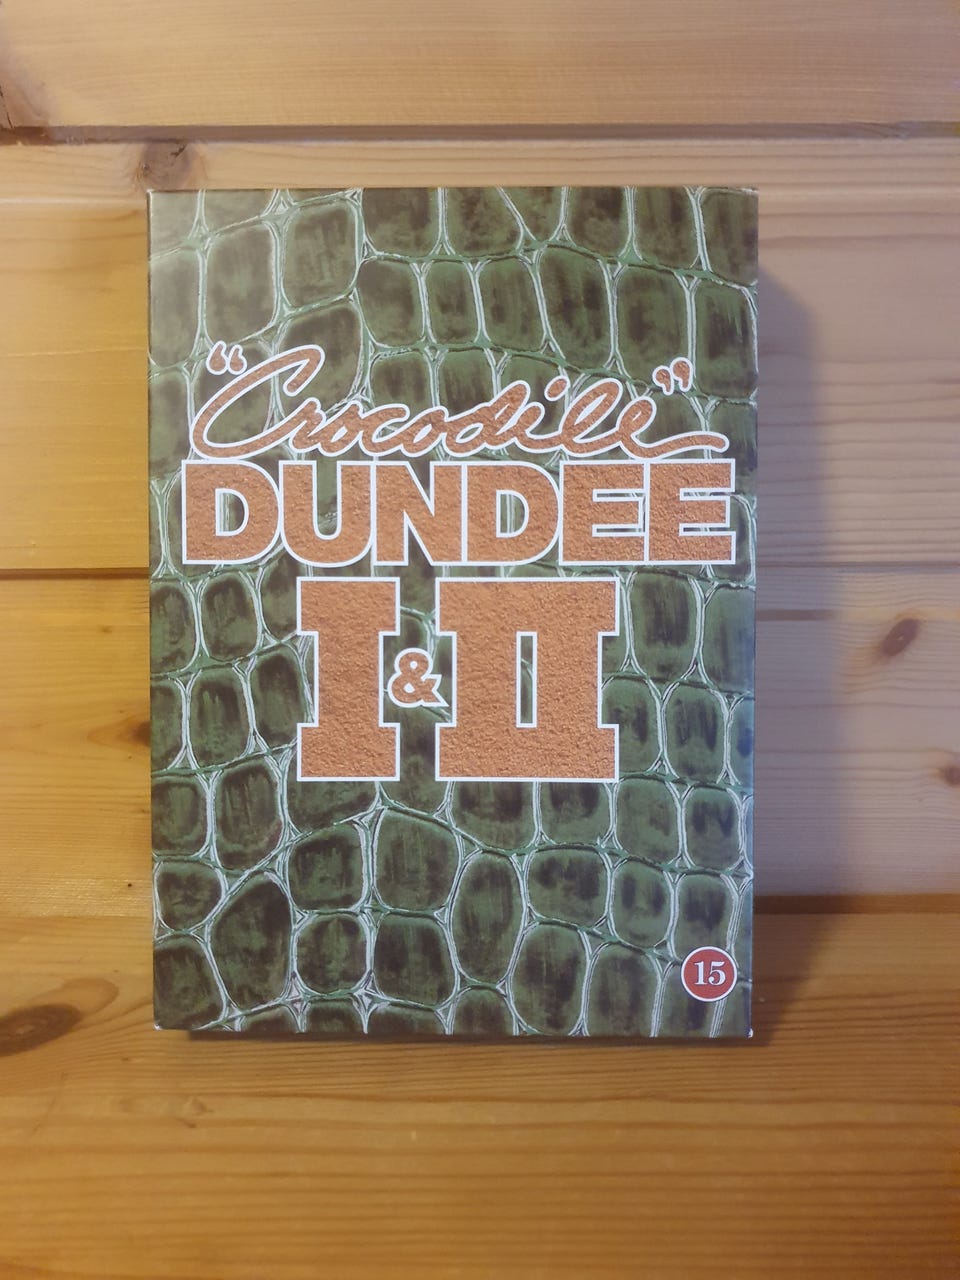 “Crocodile”
DUNDEE
I & II
15